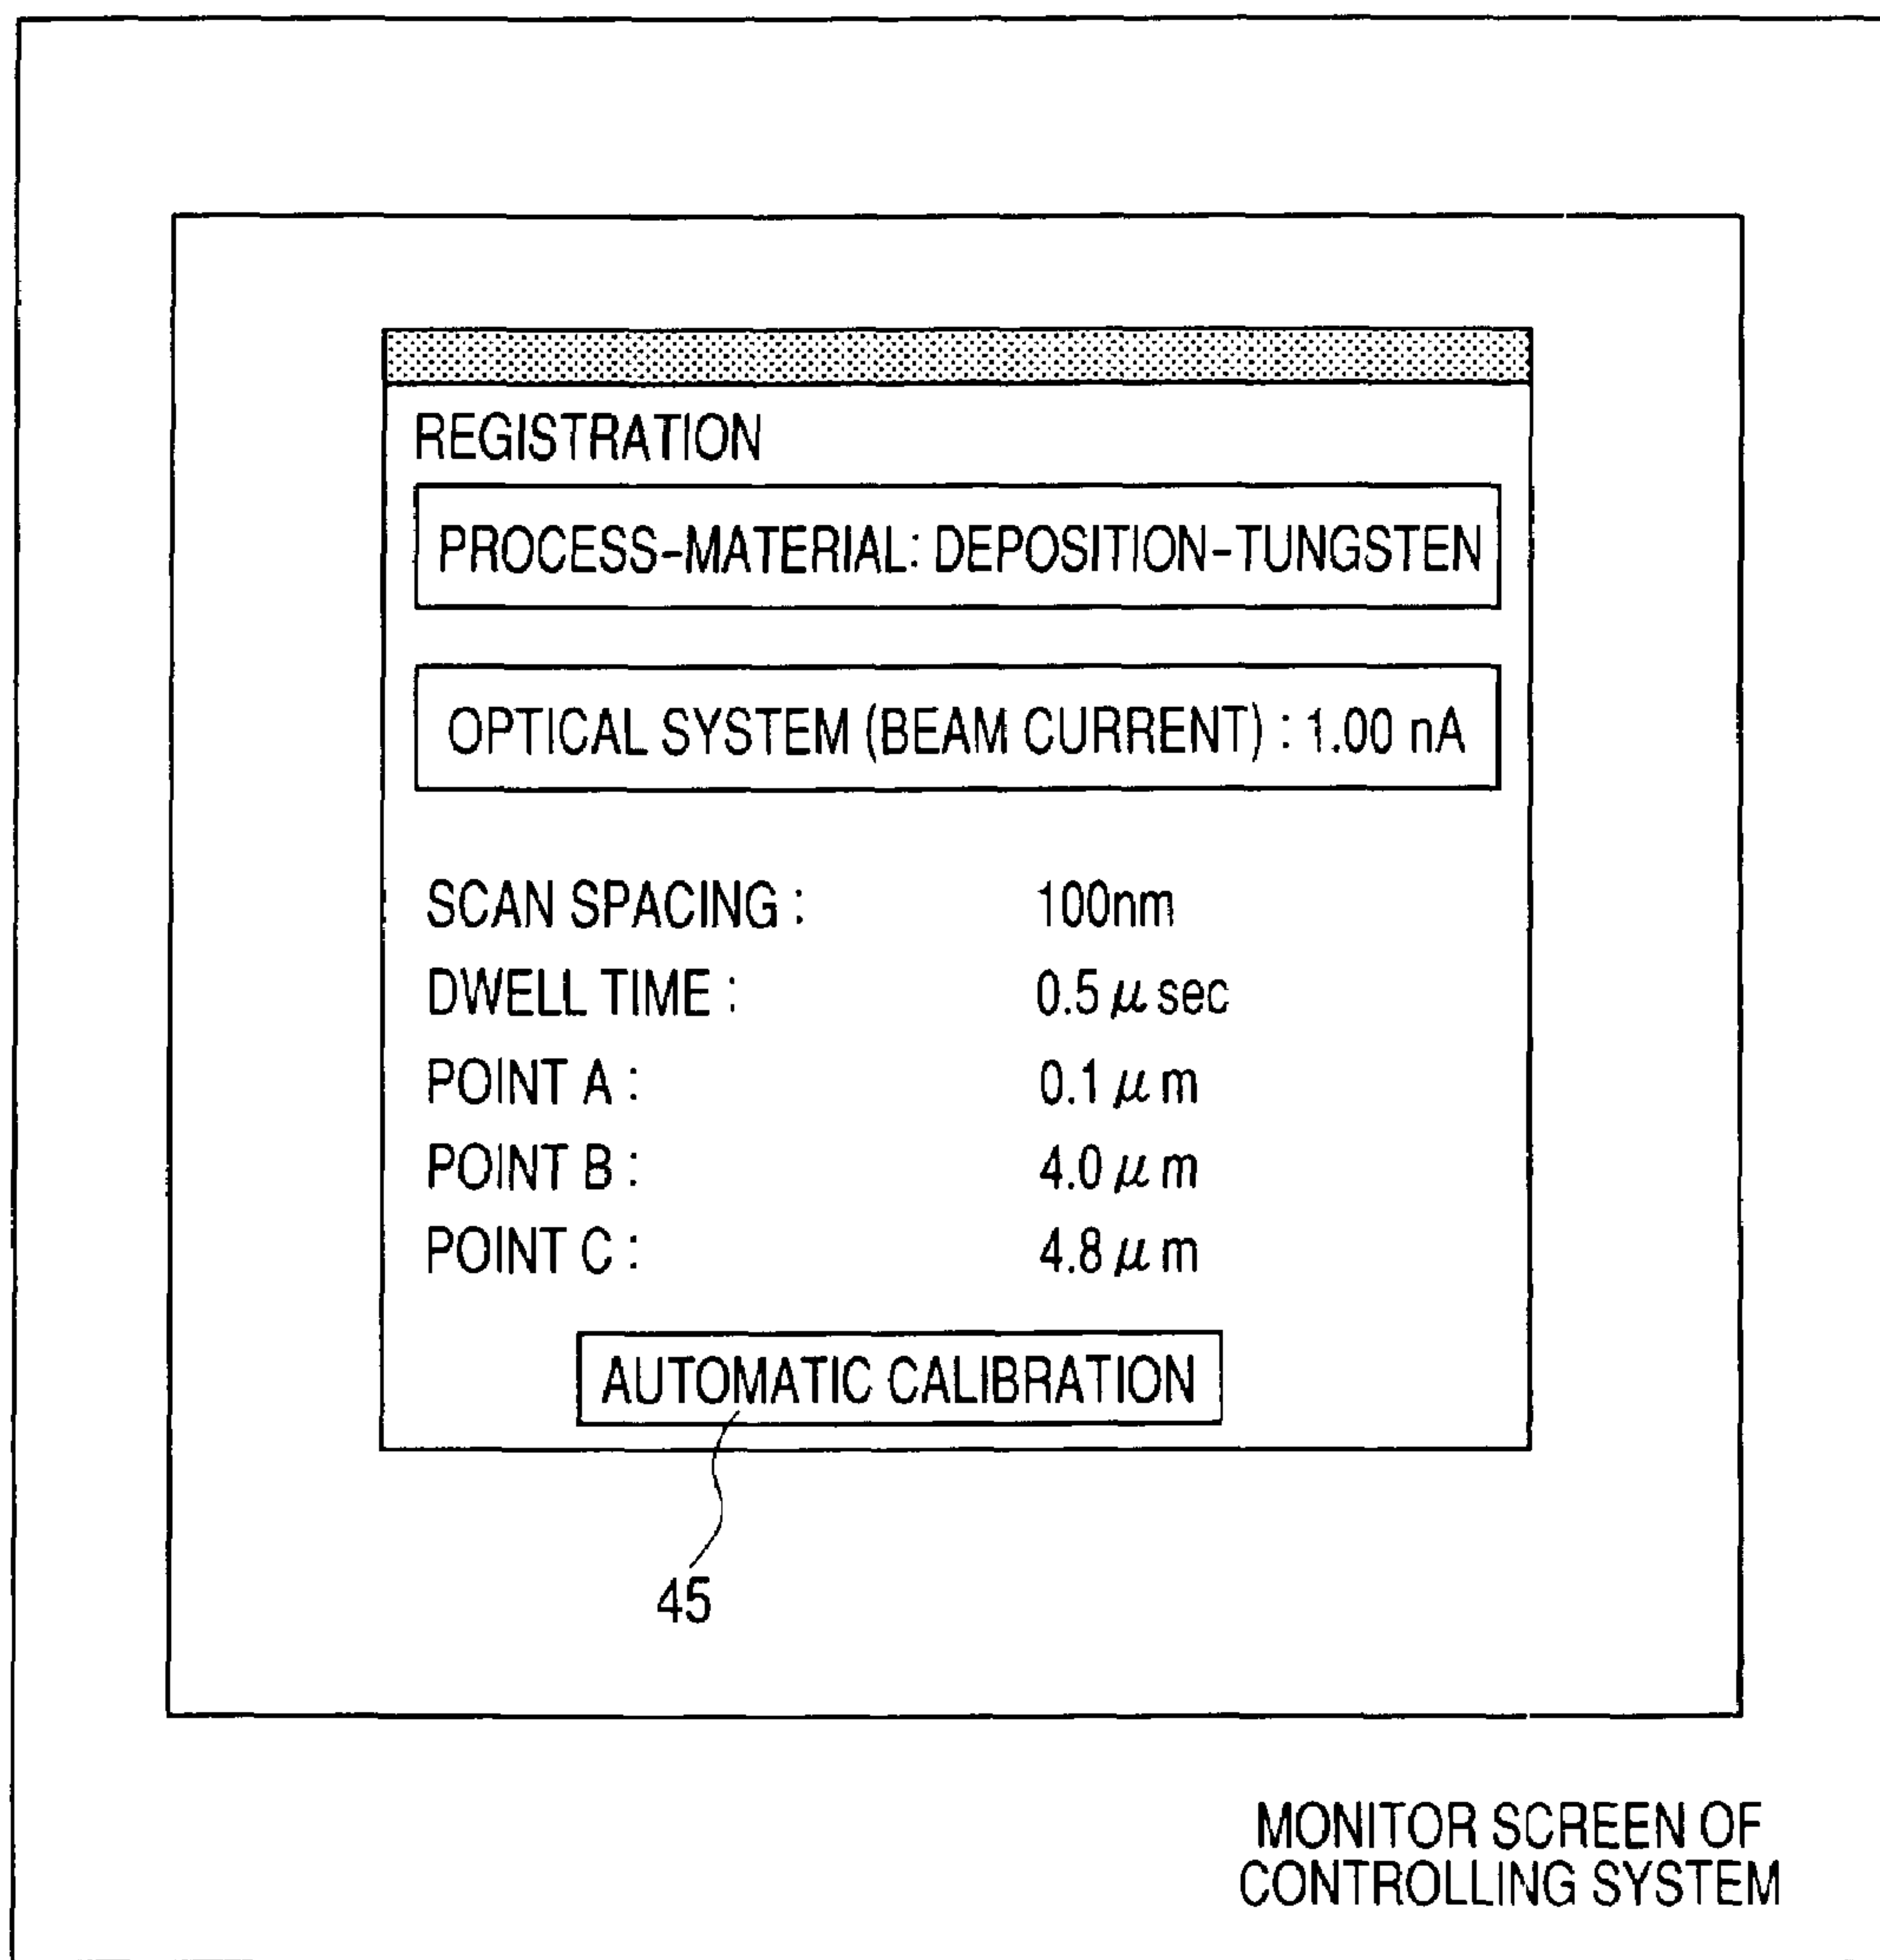 REGISTRATION
PROCESS-MATERIAL: DEPOSITION-TUNGSTEN
OPTICAL SYSTEM (BEAM CURRENT) : 1.00 nA
SCAN SPACING : 100nm
DWELL TIME : 0.5 μ sec
POINT A : 0.1 μ m
POINT B : 4.0 μ m
POINT C : 4.8 μ m
AUTOMATIC CALIBRATION
45
MONITOR SCREEN OF
CONTROLLING SYSTEM